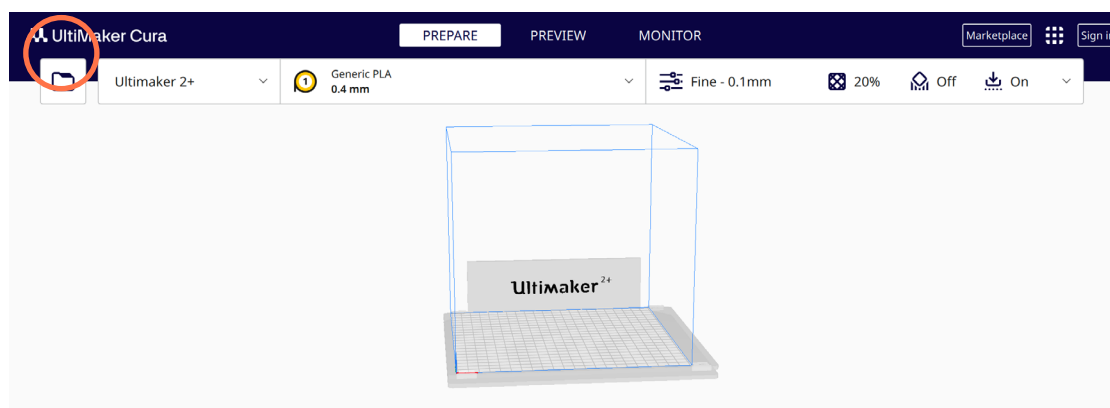 UltiMaker Cura
PREPARE PREVIEW MONITOR
Marketplace
Sign i
Ultimaker 2+
1
Generic PLA
0.4 mm
Fine - 0.1mm
20%
Off
On
Ultimaker 2+